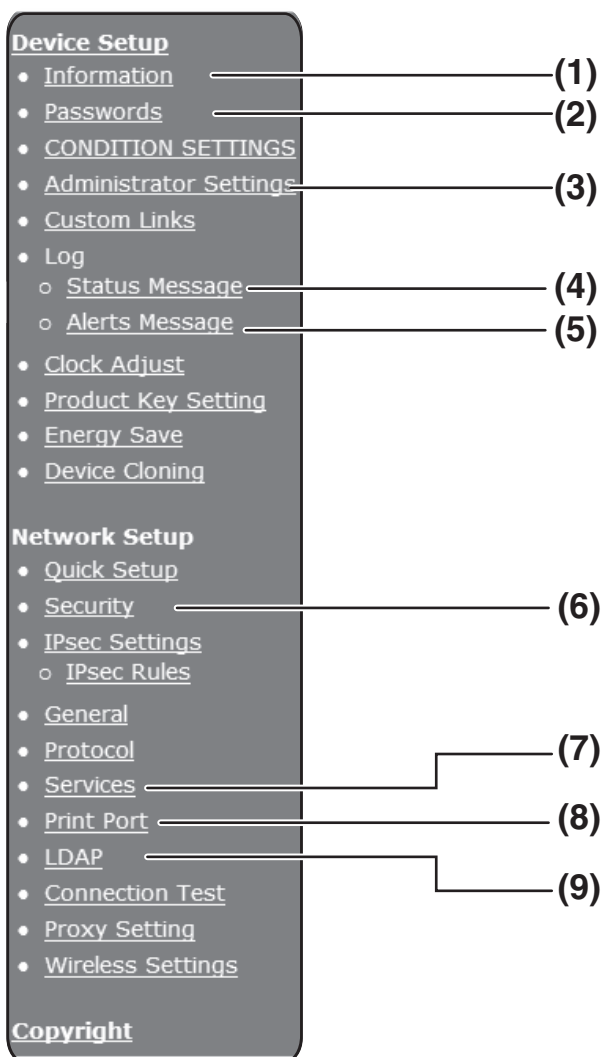 Device Setup
Information (1)
Passwords (2)
CONDITION SETTINGS
Administrator Settings (3)
Custom Links
Log
Status Message (4)
Alerts Message (5)
Clock Adjust
Product Key Setting
Energy Save
Device Cloning
Network Setup
Quick Setup
Security (6)
IPsec Settings
IPsec Rules
General
Protocol
Services (7)
Print Port (8)
LDAP (9)
Connection Test
Proxy Setting
Wireless Settings
Copyright